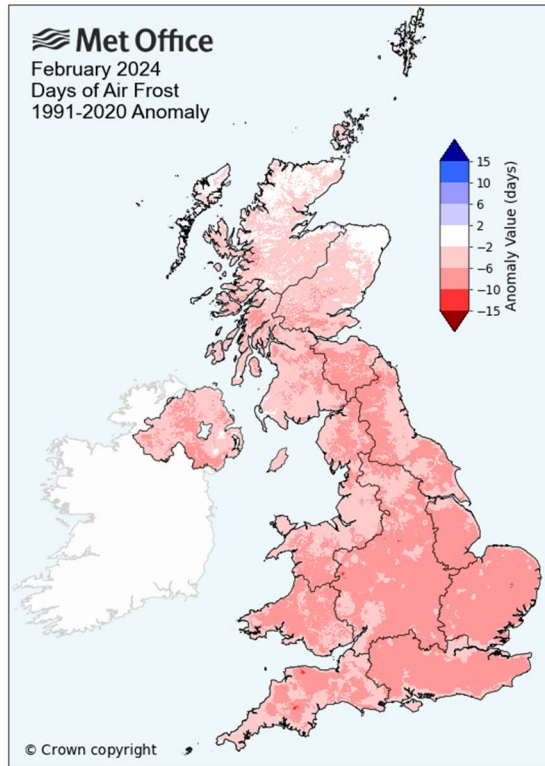 Met Office
February 2024
Days of Air Frost
1991-2020 Anomaly
15
10
6
2
−2
−6
−10
−15
Anomaly Value (days)
© Crown copyright